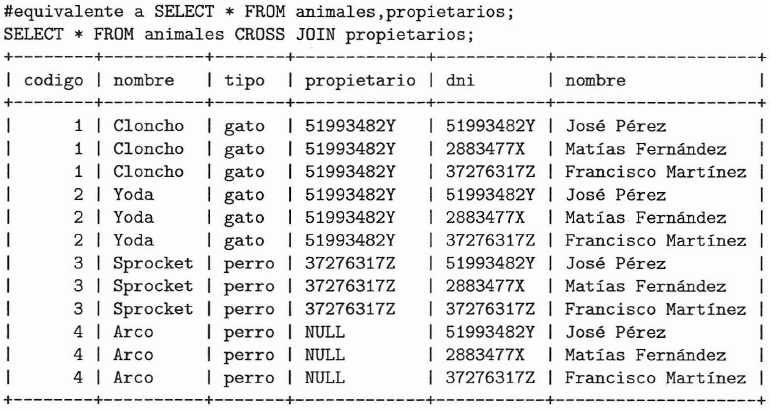 #equivalente a SELECT * FROM animales,propietarios;
SELECT * FROM animales CROSS JOIN propietarios;
+--------+----------+-------+-------------+-----------+--------------------+
| codigo | nombre   | tipo  | propietario | dni       | nombre             |
+--------+----------+-------+-------------+-----------+--------------------+
|      1 | Cloncho  | gato  | 51993482Y   | 51993482Y | José Pérez         |
|      1 | Cloncho  | gato  | 51993482Y   | 2883477X  | Matías Fernández   |
|      1 | Cloncho  | gato  | 51993482Y   | 37276317Z | Francisco Martínez |
|      2 | Yoda     | gato  | 51993482Y   | 51993482Y | José Pérez         |
|      2 | Yoda     | gato  | 51993482Y   | 2883477X  | Matías Fernández   |
|      2 | Yoda     | gato  | 51993482Y   | 37276317Z | Francisco Martínez |
|      3 | Sprocket | perro | 37276317Z   | 51993482Y | José Pérez         |
|      3 | Sprocket | perro | 37276317Z   | 2883477X  | Matías Fernández   |
|      3 | Sprocket | perro | 37276317Z   | 37276317Z | Francisco Martínez |
|      4 | Arco     | perro | NULL        | 51993482Y | José Pérez         |
|      4 | Arco     | perro | NULL        | 2883477X  | Matías Fernández   |
|      4 | Arco     | perro | NULL        | 37276317Z | Francisco Martínez |
+--------+----------+-------+-------------+-----------+--------------------+